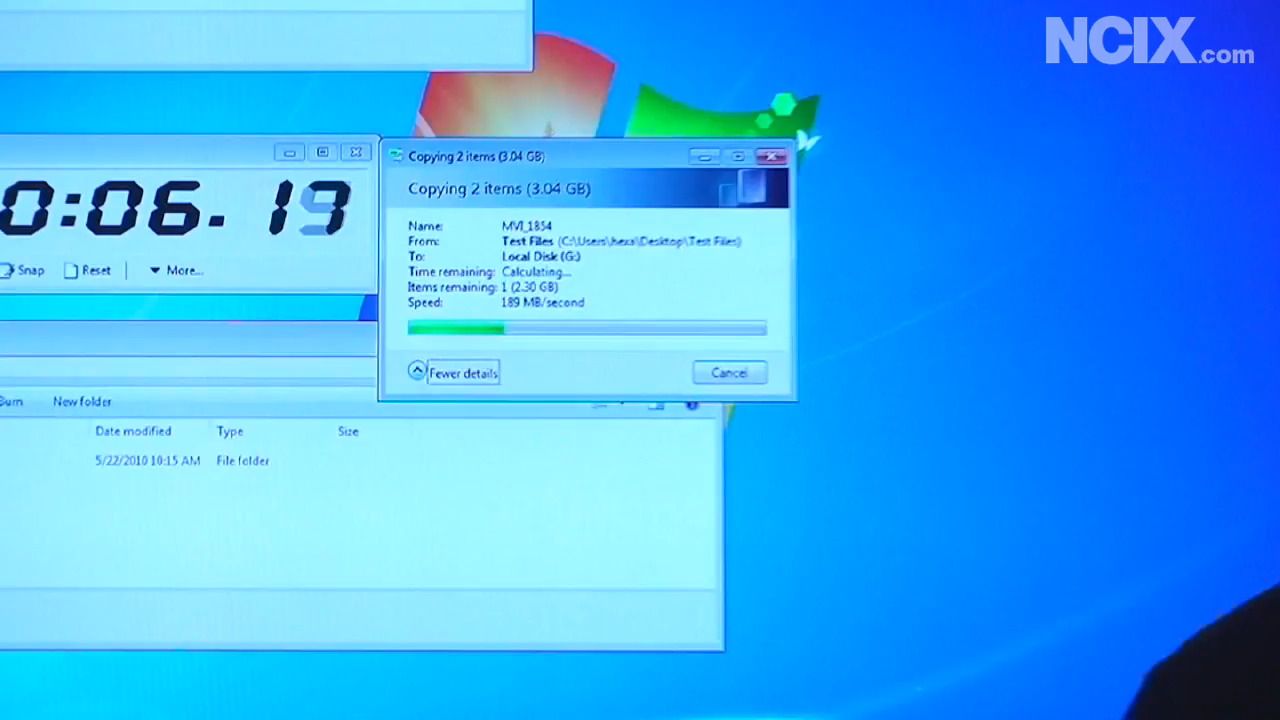 NCIX.com
Copying 2 items (3.04 GB)
Copying 2 items (3.04 GB)
0:06.
Snap
Reset
More...
Name: MVI_1854
From: Test Files (C:\Users\hexa\Desktop\Test Files)
To: Local Disk (G:)
Time remaining: Calculating...
Items remaining: 1 (2.30 GB)
Speed: 189 MB/second
Fewer details
Cancel
Burn
New folder
Date modified
Type
Size
5/22/2010 10:15 AM
File folder